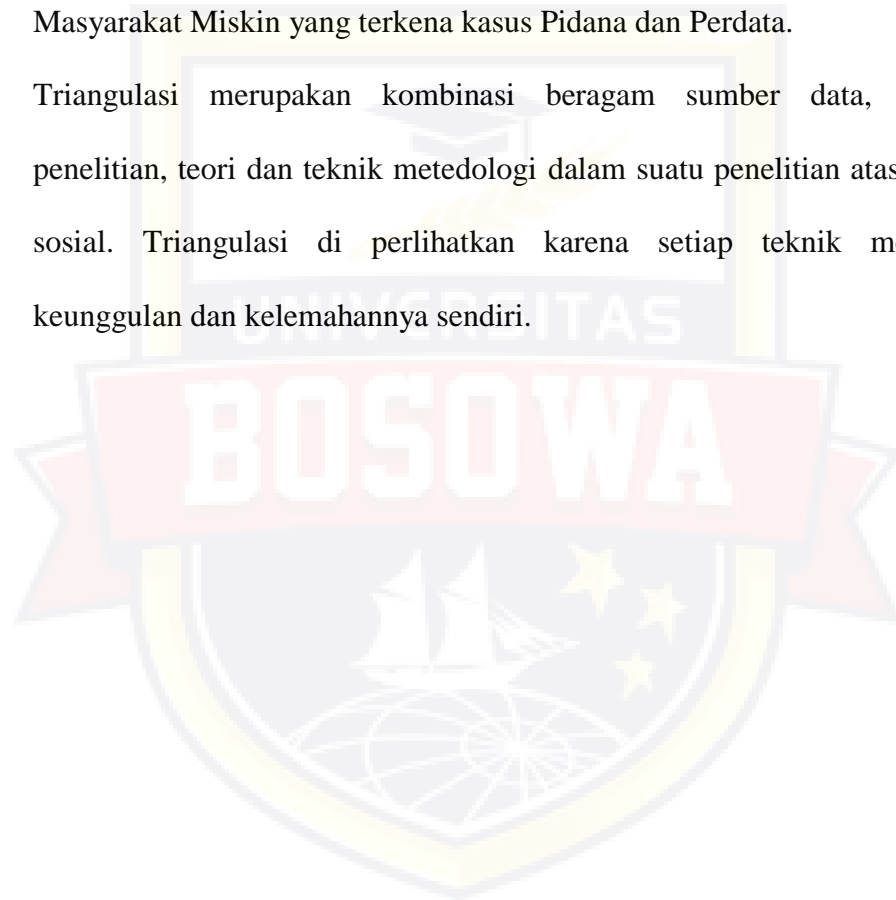 Masyarakat Miskin yang terkena kasus Pidana dan Perdata.
Triangulasi merupakan kombinasi beragam sumber data,
penelitian, teori dan teknik metedologi dalam suatu penelitian atas
sosial. Triangulasi di perlihatkan karena setiap teknik
keunggulan dan kelemahannya sendiri.
UNIVERSITAS
BOSOWA